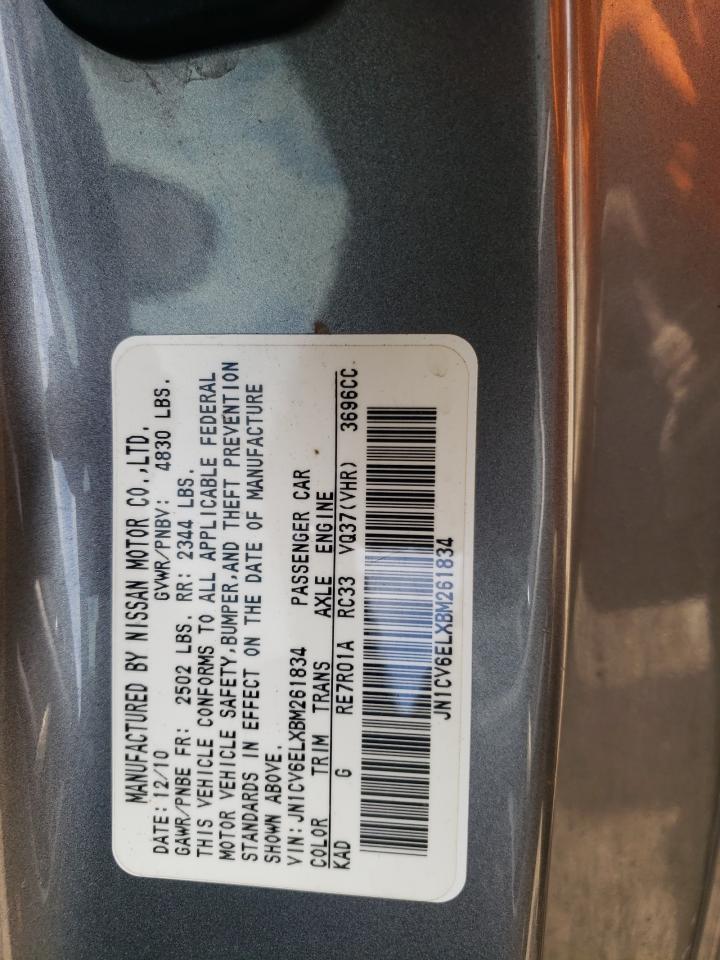 MANUFACTURED BY NISSAN MOTOR CO.,LTD.
DATE: 12/10 GVWR/PNBV: 4830 LBS.
GAWR/PNBE FR: 2502 LBS. RR: 2344 LBS.
THIS VEHICLE CONFORMS TO ALL APPLICABLE FEDERAL
MOTOR VEHICLE SAFETY,BUMPER,AND THEFT PREVENTION
STANDARDS IN EFFECT ON THE DATE OF MANUFACTURE
SHOWN ABOVE.
VIN: JN1CV6ELXBM261834 PASSENGER CAR
COLOR TRIM TRANS AXLE ENGINE
KAD G RE7R01A RC33 VQ37(VHR) 3696CC
JN1CV6ELXBM261834